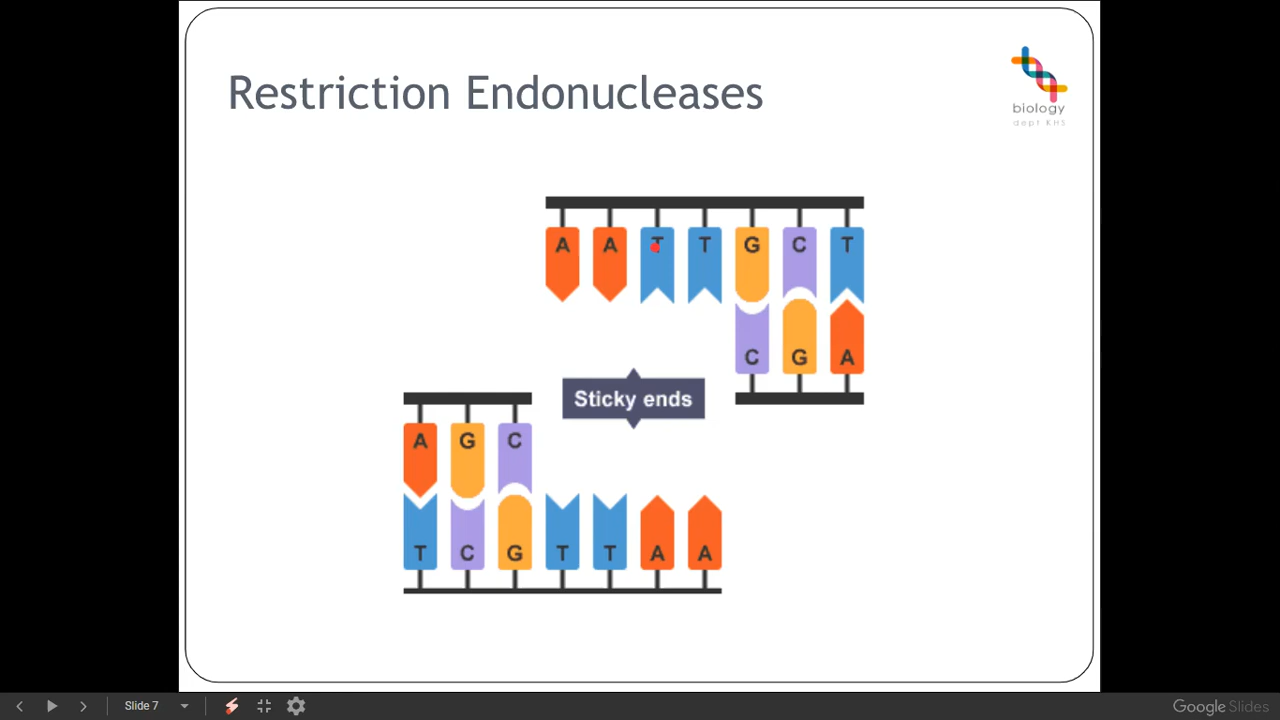 Restriction Endonucleases
biology
dept KHS
A A T T G C T
C G A
Sticky ends
A G C
T C G T T A A
Slide 7
Google Slides